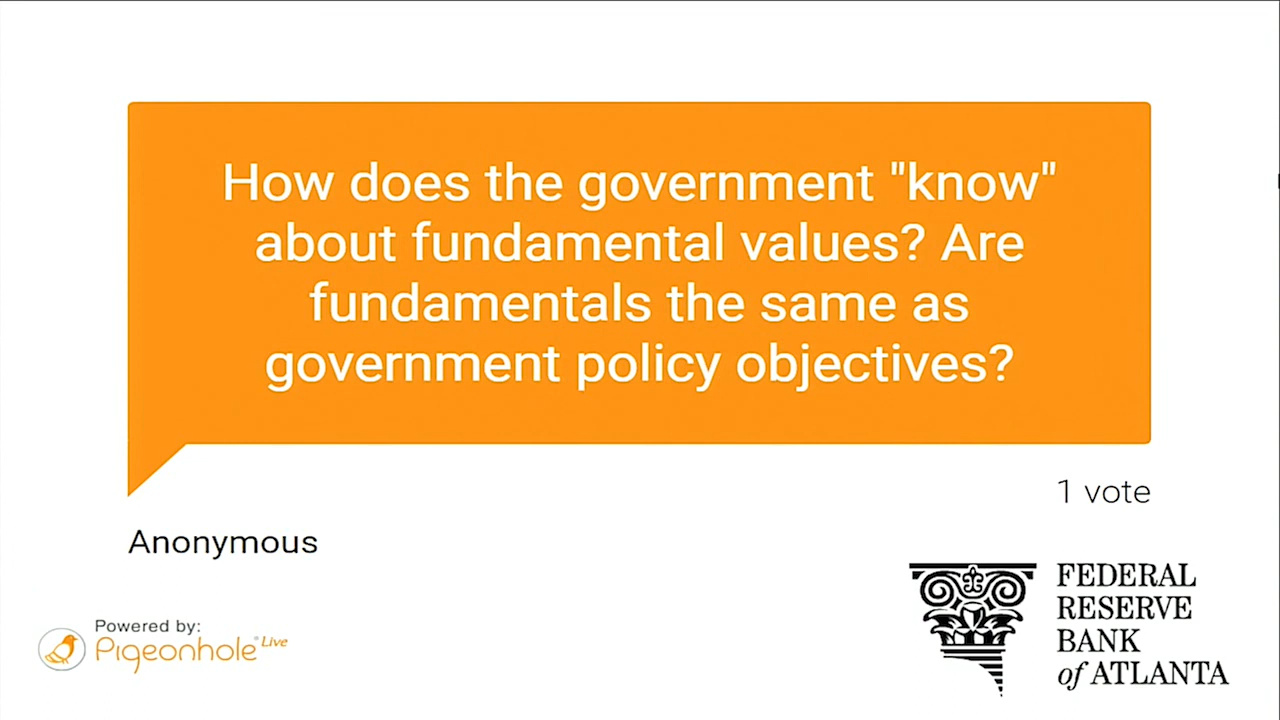 How does the government "know"
about fundamental values? Are
fundamentals the same as
government policy objectives?
1 vote
Anonymous
Powered by:
Pigeonhole® Live
FEDERAL
RESERVE
BANK
of ATLANTA